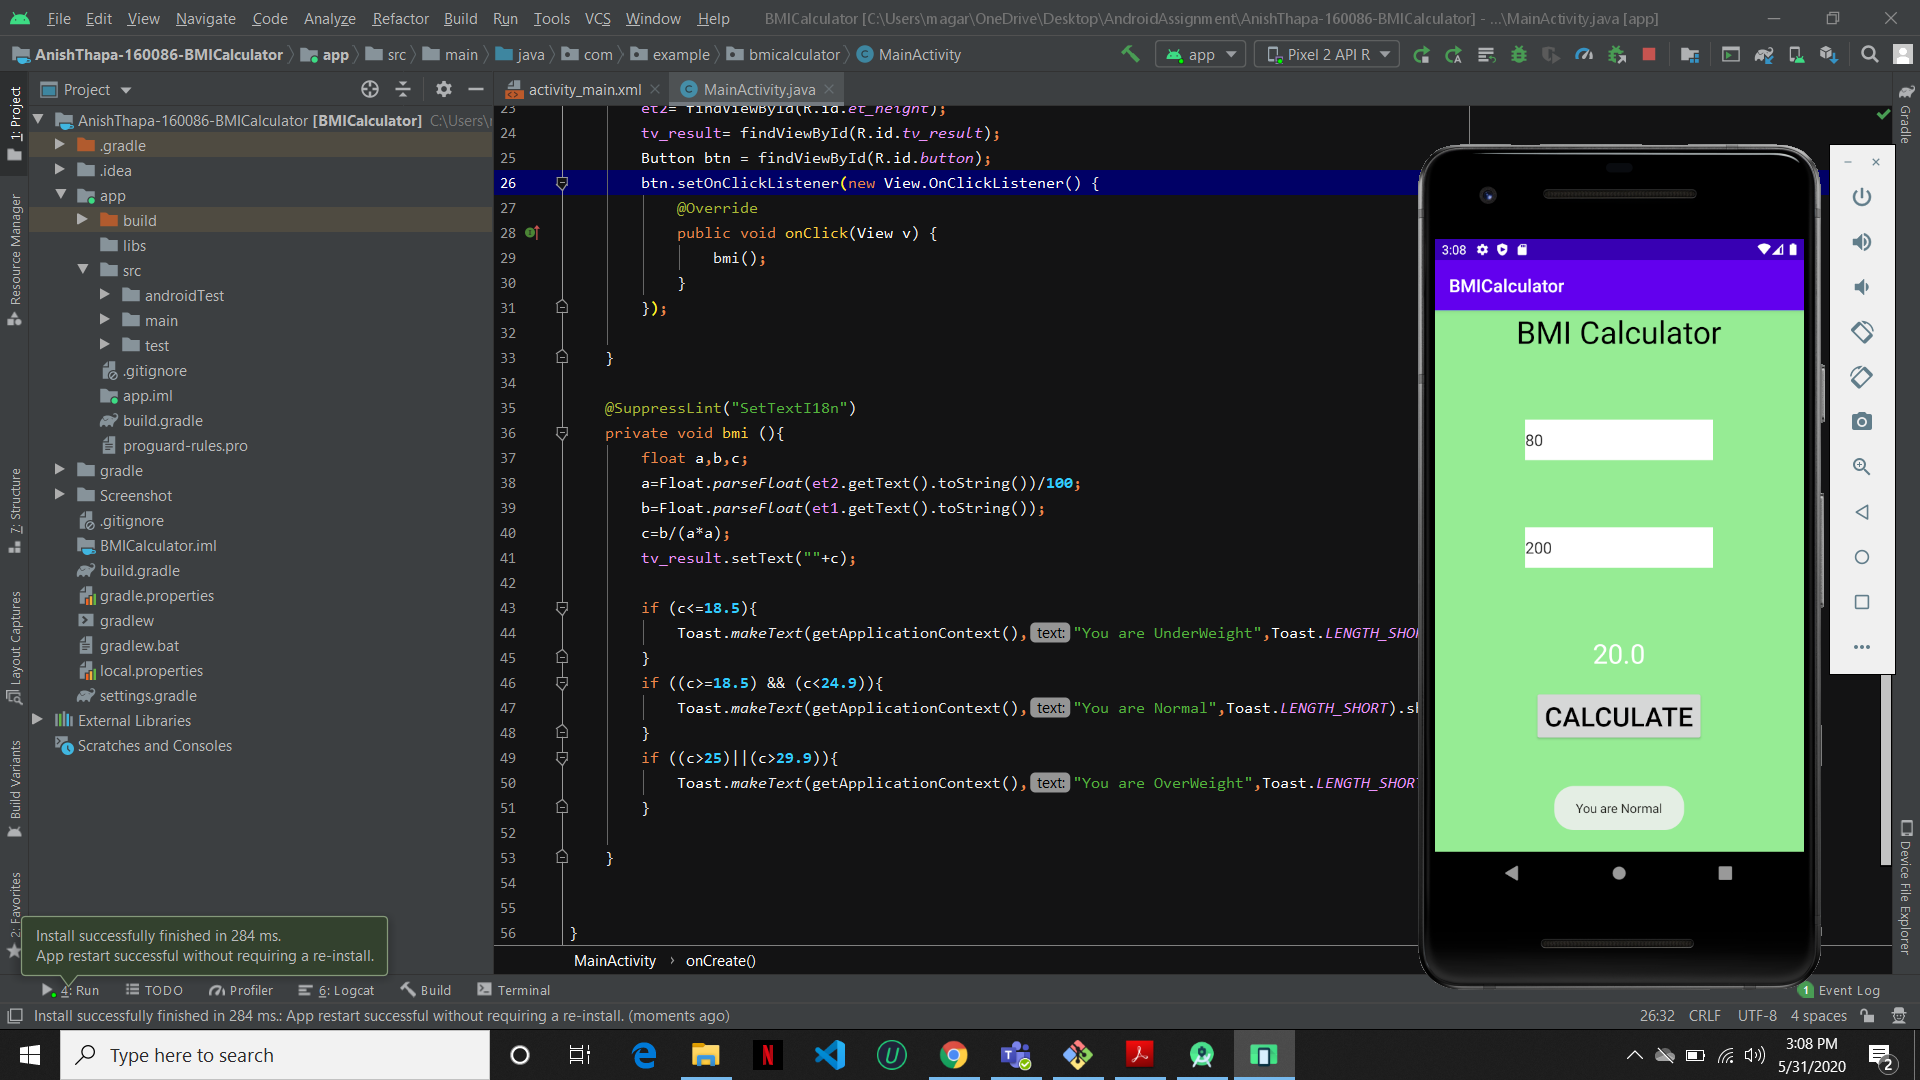 File Edit View Navigate Code Analyze Refactor Build Run Tools VCS Window Help BMICalculator [C:\Users\magar\OneDrive\Desktop\AndroidAssignment\AnishThapa-160086-BMICalculator] - ...\MainActivity.java [app]
AnishThapa-160086-BMICalculator app src main java com example bmicalculator MainActivity app Pixel 2 API R
Project activity_main.xml MainActivity.java
1: Project
Resource Manager
7: Structure
Layout Captures
Build Variants
2: Favorites
AnishThapa-160086-BMICalculator [BMICalculator] C:\Users\
.gradle
.idea
app
build
libs
src
androidTest
main
test
.gitignore
app.iml
build.gradle
proguard-rules.pro
gradle
Screenshot
.gitignore
BMICalculator.iml
build.gradle
gradle.properties
gradlew
gradlew.bat
local.properties
settings.gradle
External Libraries
Scratches and Consoles
23 et2= findViewById(R.id.et_height);
24 tv_result= findViewById(R.id.tv_result);
25 Button btn = findViewById(R.id.button);
26 btn.setOnClickListener(new View.OnClickListener() {
27 @Override
28 public void onClick(View v) {
29 bmi();
30 }
31 });
32
33 }
34
35 @SuppressLint("SetTextI18n")
36 private void bmi (){
37 float a,b,c;
38 a=Float.parseFloat(et2.getText().toString())/100;
39 b=Float.parseFloat(et1.getText().toString());
40 c=b/(a*a);
41 tv_result.setText(""+c);
42
43 if (c<=18.5){
44 Toast.makeText(getApplicationContext(), text: "You are UnderWeight",Toast.LENGTH_SHO
45 }
46 if ((c>=18.5) && (c<24.9)){
47 Toast.makeText(getApplicationContext(), text: "You are Normal",Toast.LENGTH_SHORT).sh
48 }
49 if ((c>25)||(c>29.9)){
50 Toast.makeText(getApplicationContext(), text: "You are OverWeight",Toast.LENGTH_SHOR
51 }
52
53 }
54
55
56 }
MainActivity › onCreate()
3:08
BMICalculator
BMI Calculator
80
200
20.0
CALCULATE
You are Normal
Gradle
Device File Explorer
Install successfully finished in 284 ms.
App restart successful without requiring a re-install.
4: Run TODO Profiler 6: Logcat Build Terminal 1 Event Log
Install successfully finished in 284 ms.: App restart successful without requiring a re-install. (moments ago) 26:32 CRLF UTF-8 4 spaces
Type here to search
3:08 PM
5/31/2020
2